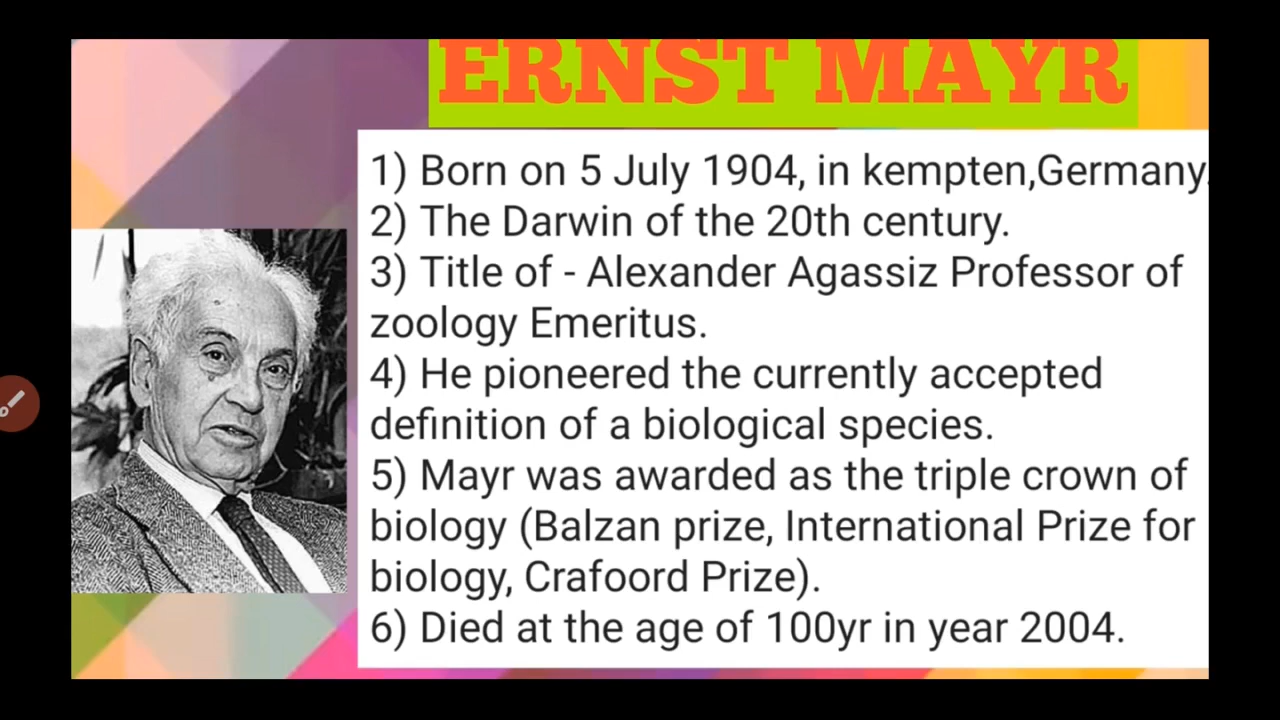 ERNST MAYR
1) Born on 5 July 1904, in kempten,Germany.
2) The Darwin of the 20th century.
3) Title of - Alexander Agassiz Professor of
zoology Emeritus.
4) He pioneered the currently accepted
definition of a biological species.
5) Mayr was awarded as the triple crown of
biology (Balzan prize, International Prize for
biology, Crafoord Prize).
6) Died at the age of 100yr in year 2004.